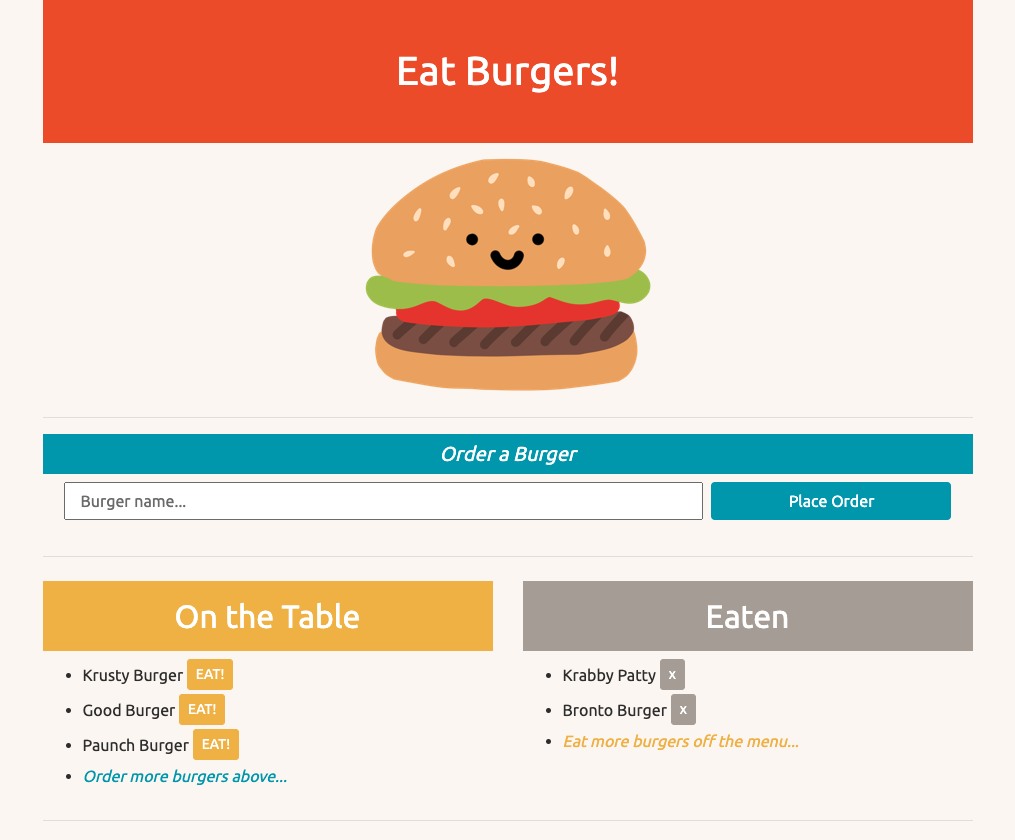 Eat Burgers!
Order a Burger
Burger name...
Place Order
On the Table
Krusty Burger EAT!
Good Burger EAT!
Paunch Burger EAT!
Order more burgers above...
Eaten
Krabby Patty x
Bronto Burger x
Eat more burgers off the menu...